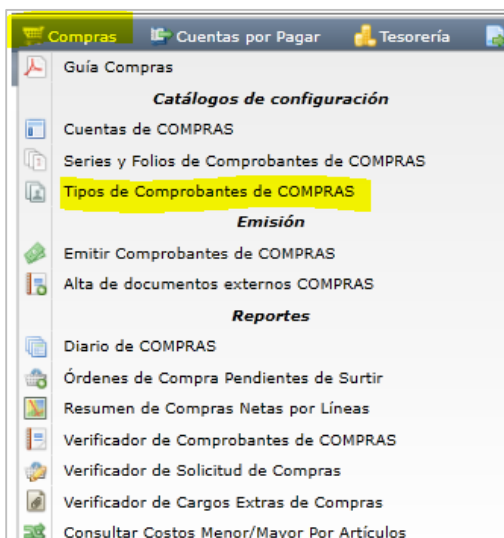 Compras Cuentas por Pagar Tesorería
Guía Compras
Catálogos de configuración
Cuentas de COMPRAS
Series y Folios de Comprobantes de COMPRAS
Tipos de Comprobantes de COMPRAS
Emisión
Emitir Comprobantes de COMPRAS
Alta de documentos externos COMPRAS
Reportes
Diario de COMPRAS
Órdenes de Compra Pendientes de Surtir
Resumen de Compras Netas por Líneas
Verificador de Comprobantes de COMPRAS
Verificador de Solicitud de Compras
Verificador de Cargos Extras de Compras
Consultar Costos Menor/Mayor Por Artículos